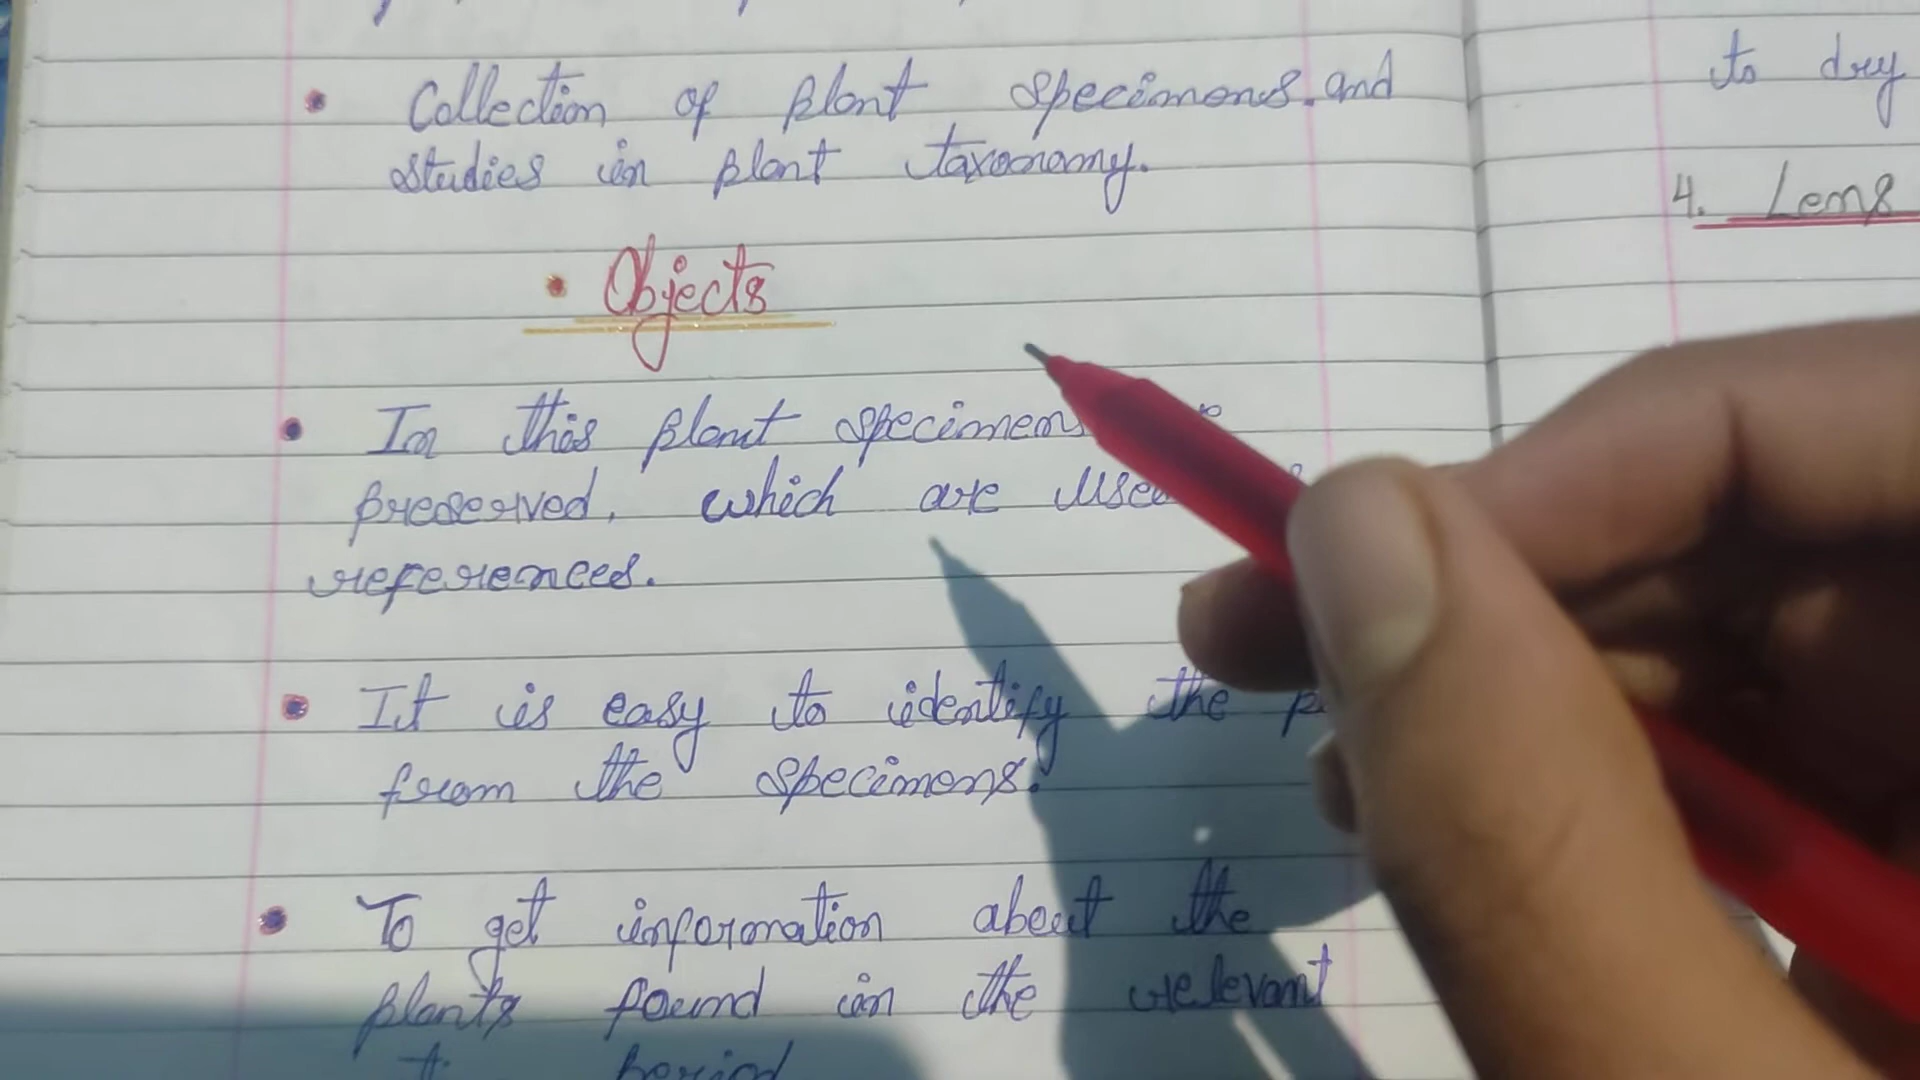 • Collection of plant specimens and
studies in plant taxonomy.
• Objects
• In this plant specimens
preserved, which are used
references.
• It is easy to identify the
from the specimens.
• To get information about the
plants found in the relevant
period
to dry
4. Lens